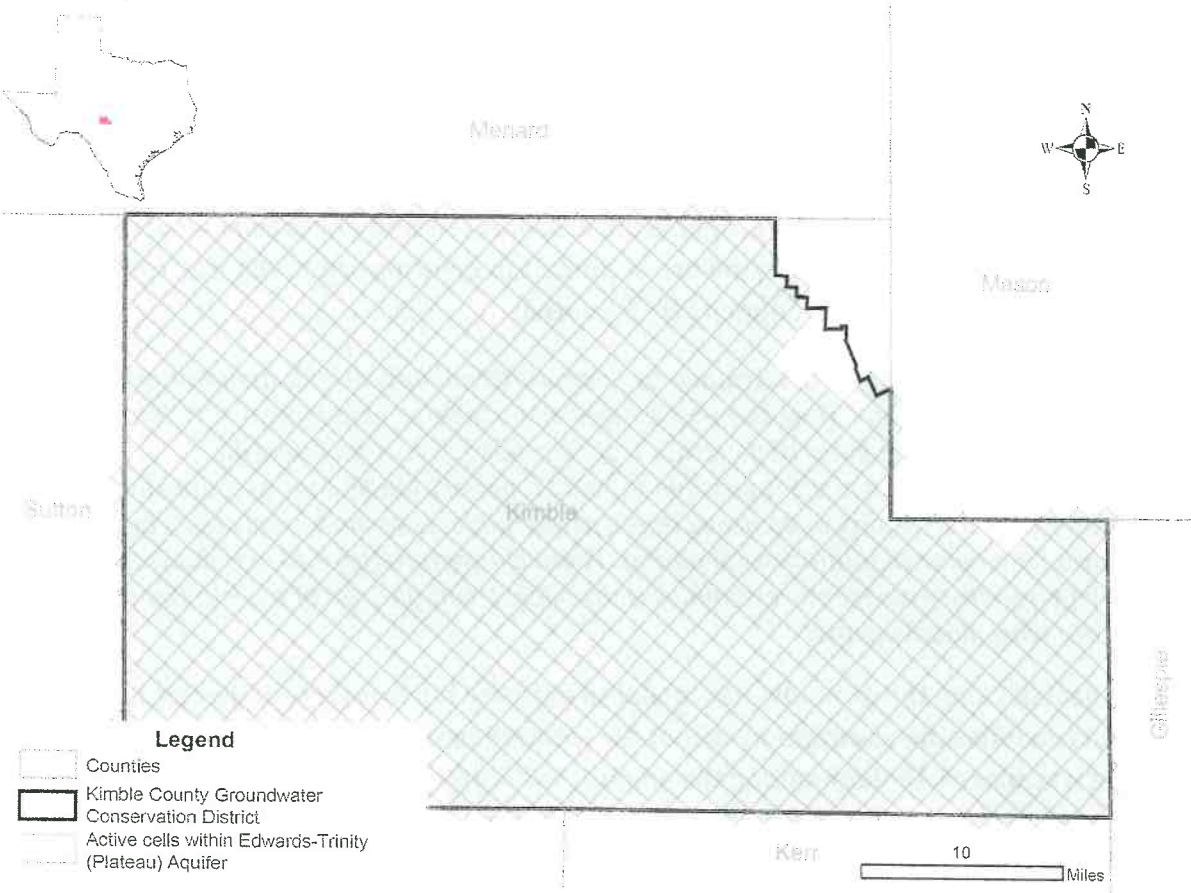 Menard
N
W E
S
Mason
Sutton
Kimble
Gillespie
Legend
Counties
Kimble County Groundwater
Conservation District
Active cells within Edwards-Trinity
(Plateau) Aquifer
Kerr
10
Miles